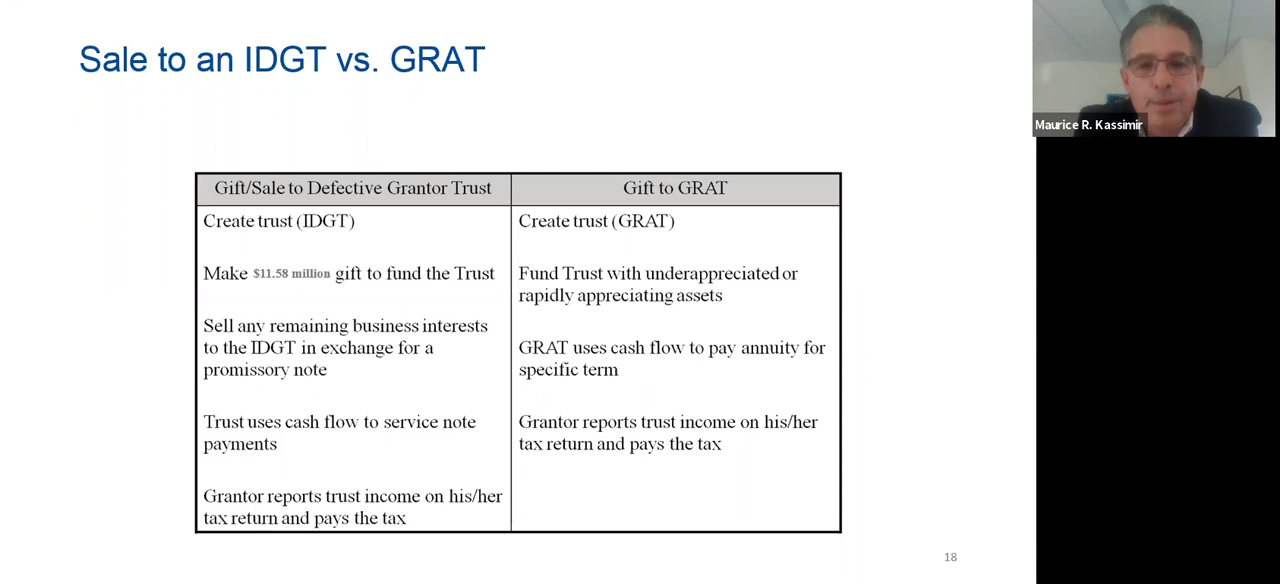 Sale to an IDGT vs. GRAT
Maurice R. Kassimir
Gift/Sale to Defective Grantor Trust
Gift to GRAT
Create trust (IDGT)
Make $11.58 million gift to fund the Trust
Sell any remaining business interests
to the IDGT in exchange for a
promissory note
Trust uses cash flow to service note
payments
Grantor reports trust income on his/her
tax return and pays the tax
Create trust (GRAT)
Fund Trust with underappreciated or
rapidly appreciating assets
GRAT uses cash flow to pay annuity for
specific term
Grantor reports trust income on his/her
tax return and pays the tax
18